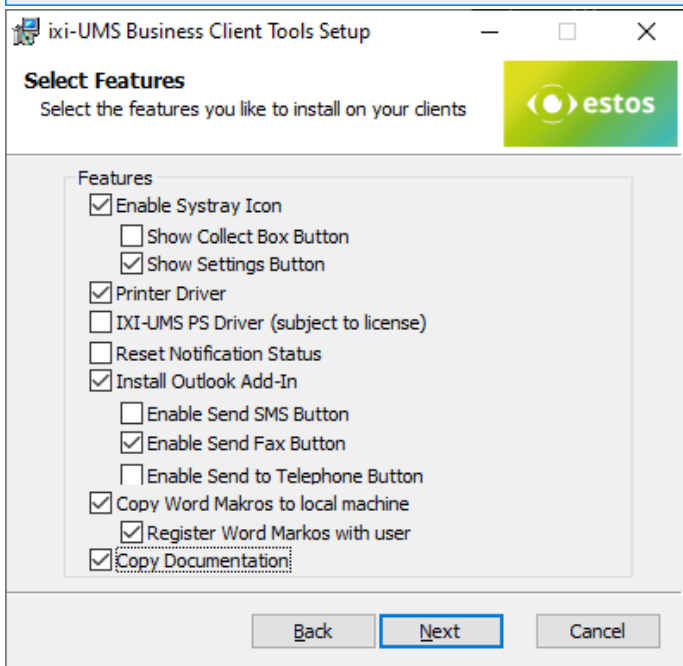 ixi-UMS Business Client Tools Setup
Select Features
Select the features you like to install on your clients
estos
Features
Enable Systray Icon
Show Collect Box Button
Show Settings Button
Printer Driver
IXI-UMS PS Driver (subject to license)
Reset Notification Status
Install Outlook Add-In
Enable Send SMS Button
Enable Send Fax Button
Enable Send to Telephone Button
Copy Word Makros to local machine
Register Word Markos with user
Copy Documentation
Back Next Cancel